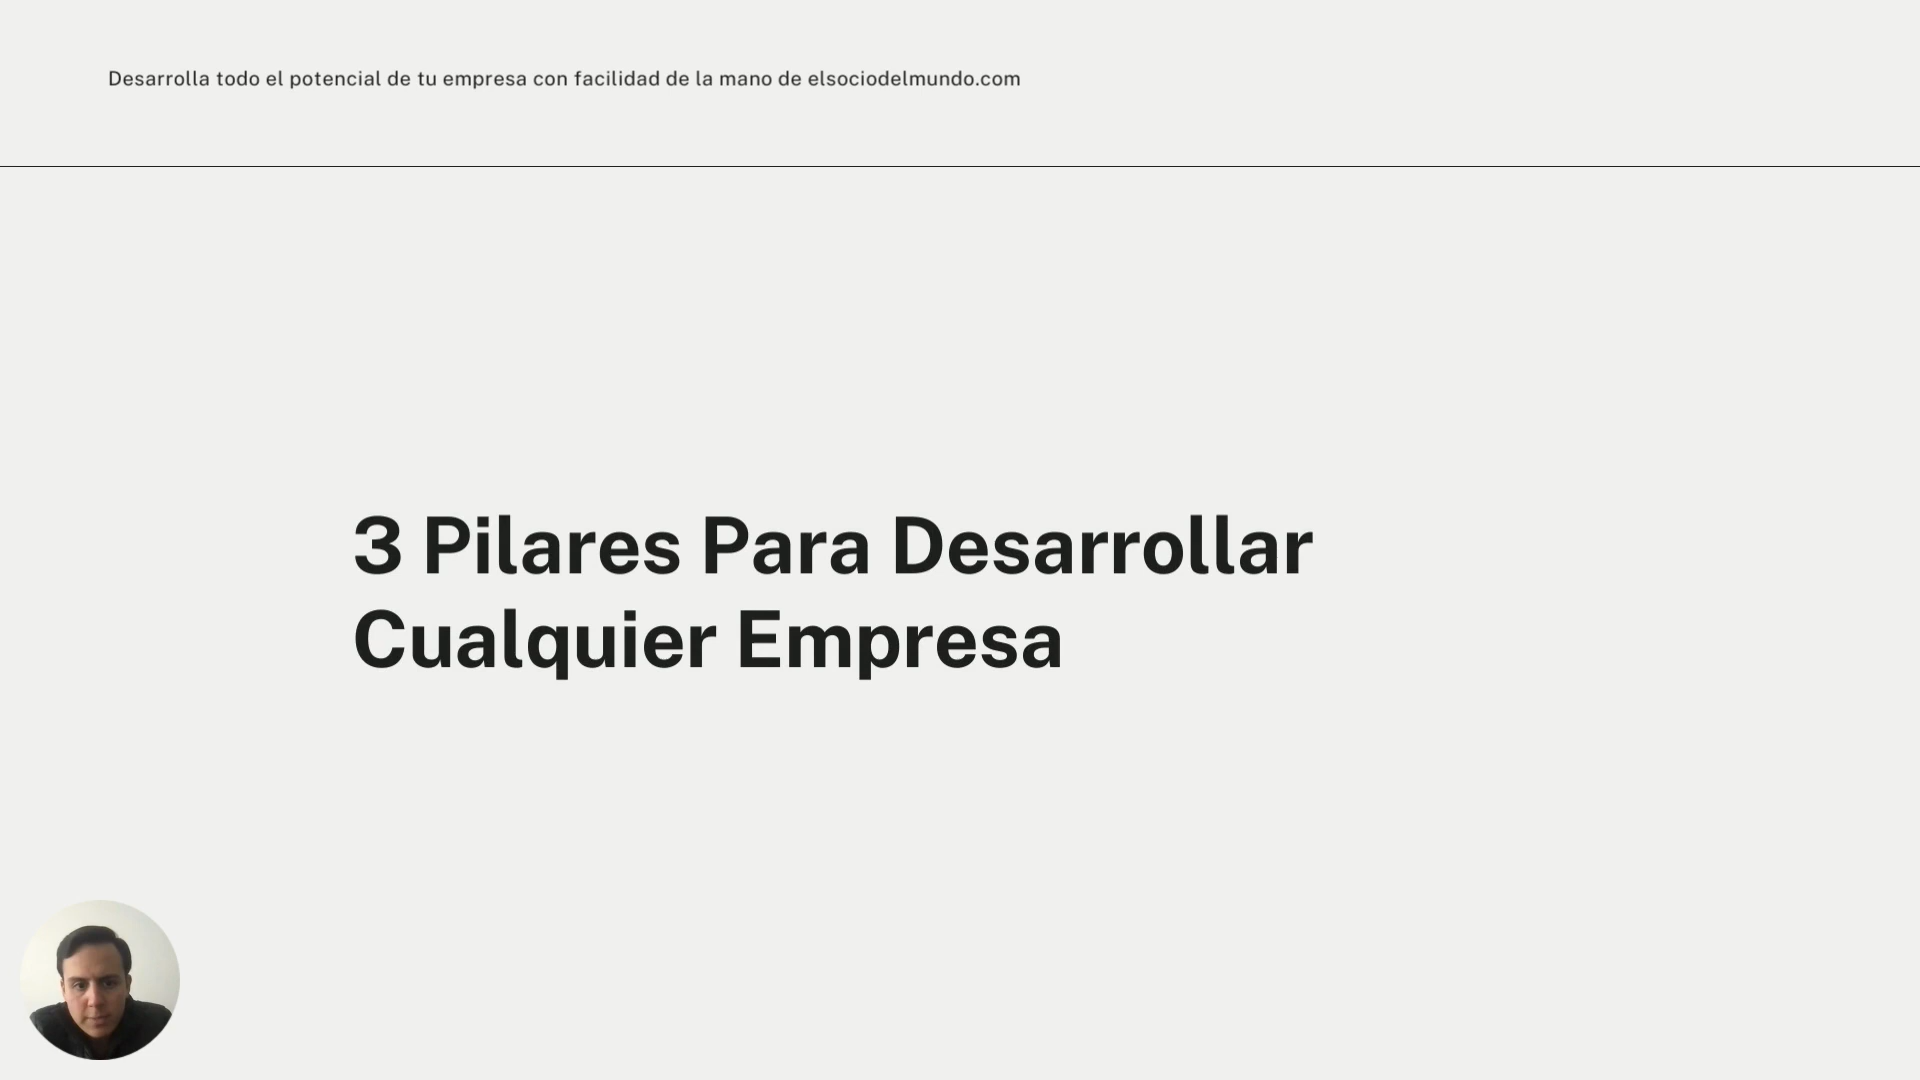 Desarrolla todo el potencial de tu empresa con facilidad de la mano de elsociodelmundo.com
3 Pilares Para Desarrollar
Cualquier Empresa